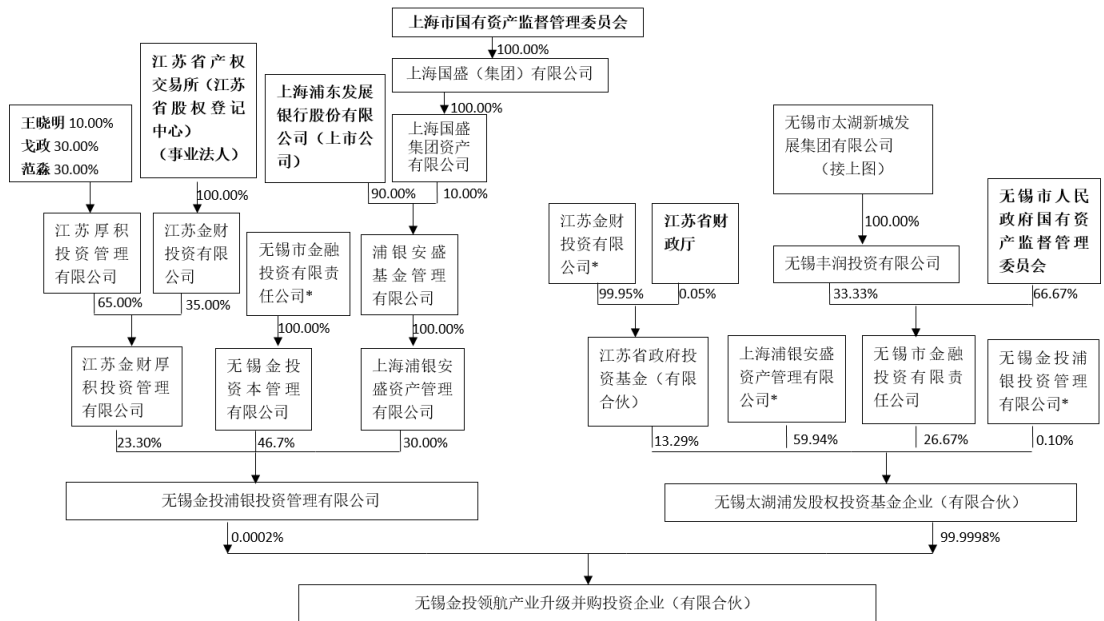 上海市国有资产监督管理委员会
100.00%
上海国盛（集团）有限公司
100.00%
上海国盛
集团资产
有限公司
江苏省产权
交易所（江苏
省股权登记
中心）
（事业法人）
上海浦东发展
银行股份有限
公司（上市公
司）
王晓明 10.00%
戈政 30.00%
范淼 30.00%
无锡市太湖新城发
展集团有限公司
（接上图）
100.00%
90.00%
10.00%
100.00%
江苏厚积
投资管理
有限公司
江苏金财
投资有限
公司
无锡市金融
投资有限责
任公司*
浦银安盛
基金管理
有限公司
江苏金财
投资有限
公司*
江苏省财
政厅
无锡丰润投资有限公司
无锡市人民
政府国有资
产监督管理
委员会
65.00%
35.00%
100.00%
100.00%
99.95%
0.05%
33.33%
66.67%
江苏金财厚
积投资管理
有限公司
无锡金投
资本管理
有限公司
上海浦银安
盛资产管理
有限公司
江苏省政府投
资基金（有限
合伙）
上海浦银安盛
资产管理有限
公司*
无锡市金融
投资有限责
任公司
无锡金投浦
银投资管理
有限公司*
23.30%
46.7%
30.00%
13.29%
59.94%
26.67%
0.10%
无锡金投浦银投资管理有限公司
无锡太湖浦发股权投资基金企业（有限合伙）
0.0002%
99.9998%
无锡金投领航产业升级并购投资企业（有限合伙）